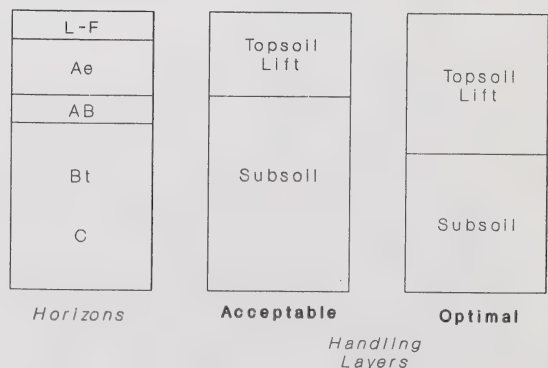 L-F
Ae
AB
Bt
C
Horizons
Topsoil
Lift
Subsoil
Acceptable
Topsoil
Lift
Subsoil
Optimal
Handling
Layers